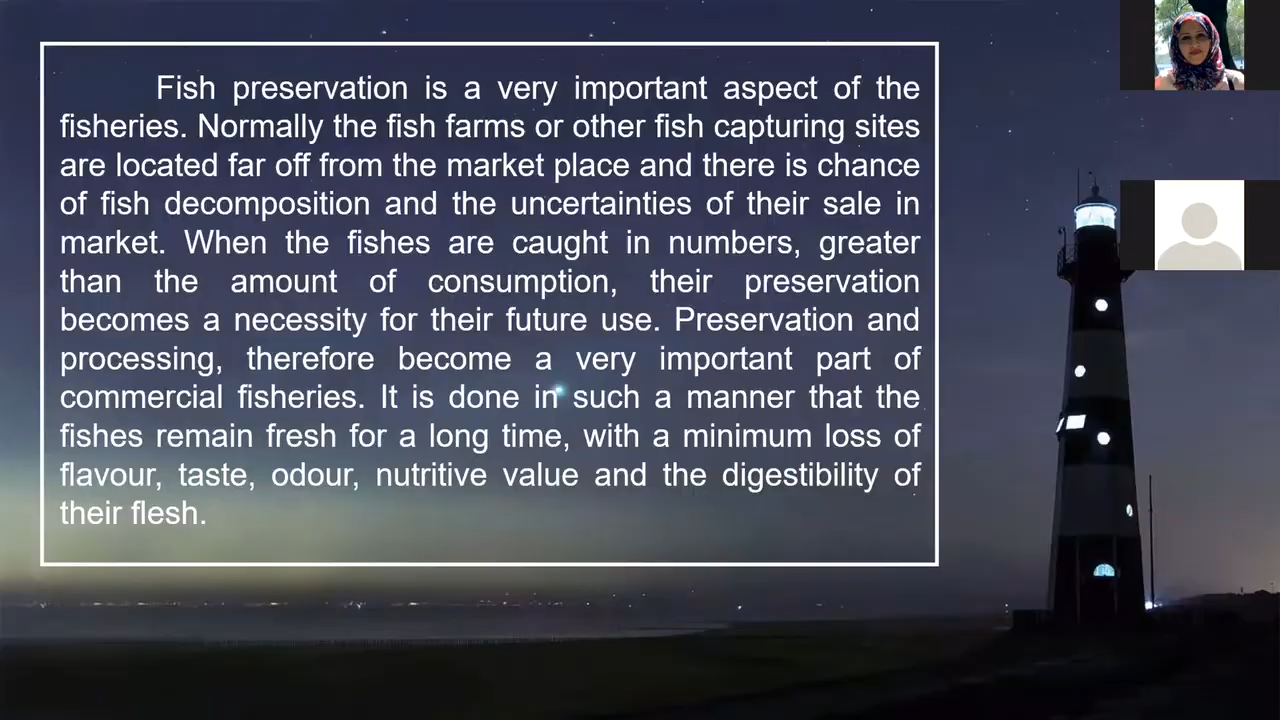 Fish preservation is a very important aspect of the
fisheries. Normally the fish farms or other fish capturing sites
are located far off from the market place and there is chance
of fish decomposition and the uncertainties of their sale in
market. When the fishes are caught in numbers, greater
than the amount of consumption, their preservation
becomes a necessity for their future use. Preservation and
processing, therefore become a very important part of
commercial fisheries. It is done in such a manner that the
fishes remain fresh for a long time, with a minimum loss of
flavour, taste, odour, nutritive value and the digestibility of
their flesh.